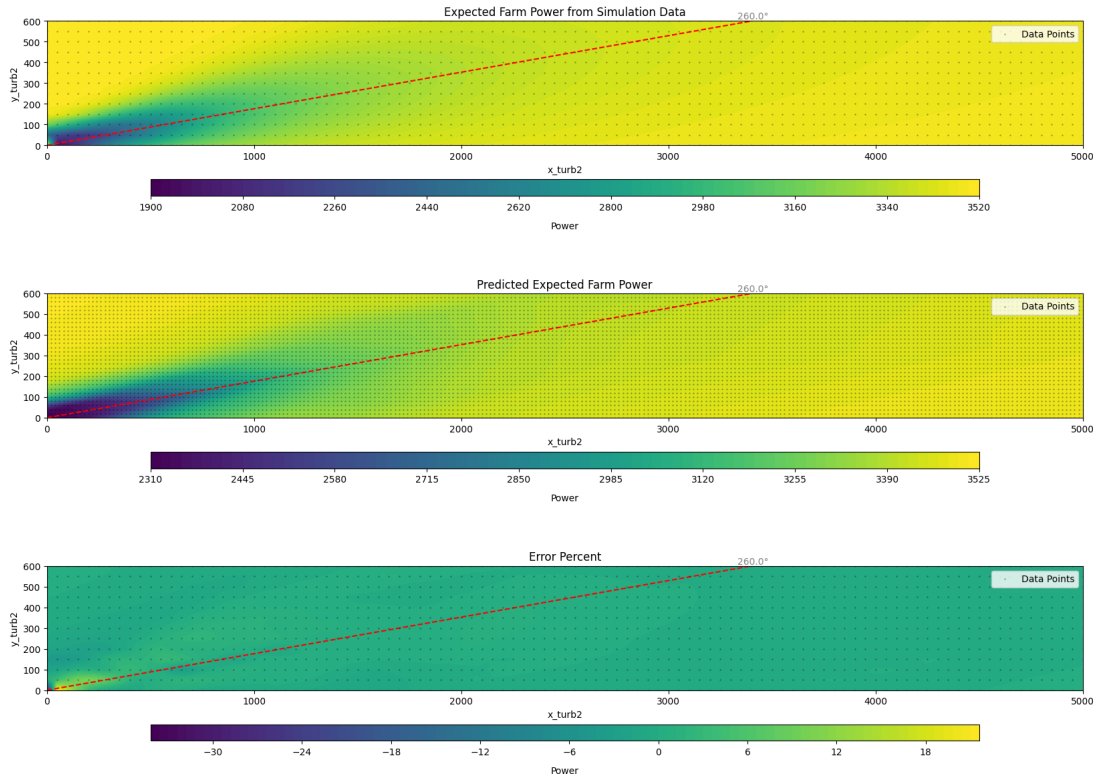 Expected Farm Power from Simulation Data
260.0°
Data Points
600
500
400
300
200
100
0
y_turb2
0 1000 2000 3000 4000 5000
x_turb2
1900 2080 2260 2440 2620 2800 2980 3160 3340 3520
Power
Predicted Expected Farm Power
260.0°
Data Points
600
500
400
300
200
100
0
y_turb2
0 1000 2000 3000 4000 5000
x_turb2
2310 2445 2580 2715 2850 2985 3120 3255 3390 3525
Power
Error Percent
260.0°
Data Points
600
500
400
300
200
100
0
y_turb2
0 1000 2000 3000 4000 5000
x_turb2
−30 −24 −18 −12 −6 0 6 12 18
Power